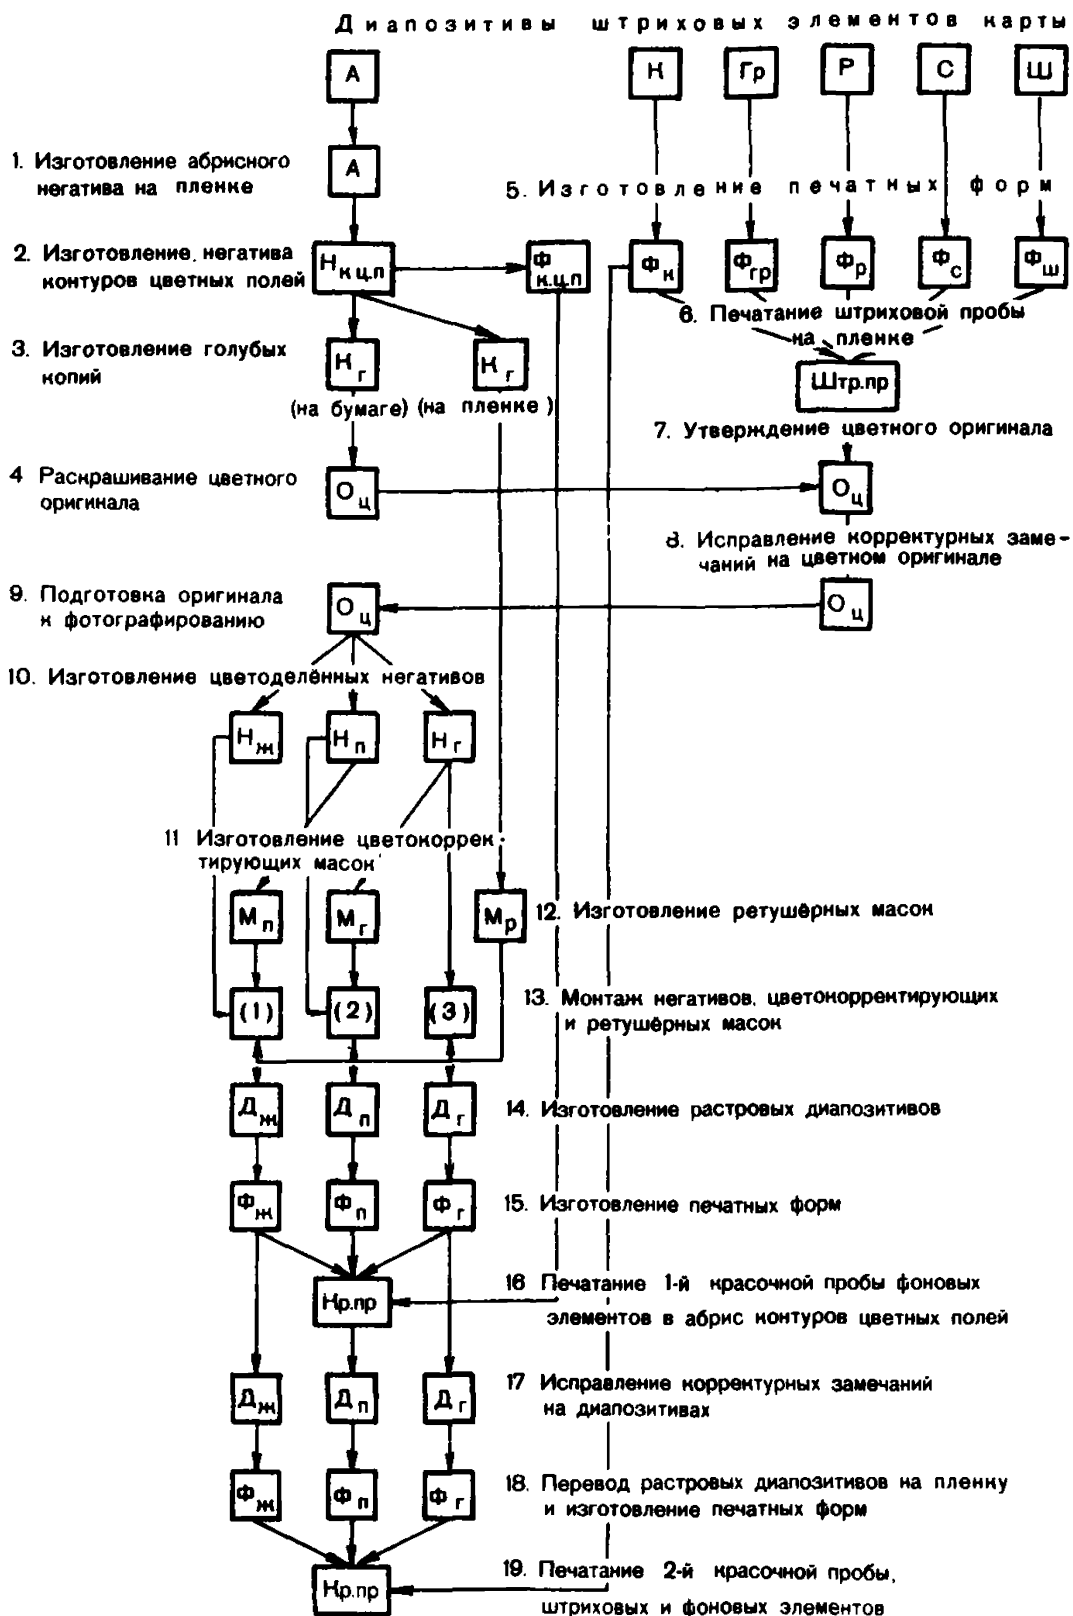 Диапозитивы штриховых элементов карты
А К Гр Р С Ш
1. Изготовление абрисного
негатива на пленке
А
5. Изготовление печатных форм
2. Изготовление негатива
контуров цветных полей
Нк ц.п Фк.ц.п Фк Фгр Фр Фс Фш
6. Печатание штриховой пробы
на пленке
3. Изготовление голубых
копий
Кг Кг Штр.пр
(на бумаге) (на пленке)
7. Утверждение цветного оригинала
4 Раскрашивание цветного
оригинала
Оц Оц
8. Исправление корректурных заме-
чаний на цветном оригинале
9. Подготовка оригинала
к фотографированию
Оц Оц
10. Изготовление цветоделённых негативов
Нж Нп Нг
11 Изготовление цветокоррек-
тирующих масок
Мп Мг Мр
12. Изготовление ретушёрных масок
(1) (2) (3)
13. Монтаж негативов, цветокорректирующих
и ретушёрных масок
Дж Дп Дг
14. Изготовление растровых диапозитивов
Фж Фп Фг
15. Изготовление печатных форм
Кр.пр
16 Печатание 1-й красочной пробы фоновых
элементов в абрис контуров цветных полей
Дж Дп Дг
17 Исправление корректурных замечаний
на диапозитивах
Фж Фп Фг
18. Перевод растровых диапозитивов на пленку
и изготовление печатных форм
Кр.пр
19. Печатание 2-й красочной пробы,
штриховых и фоновых элементов